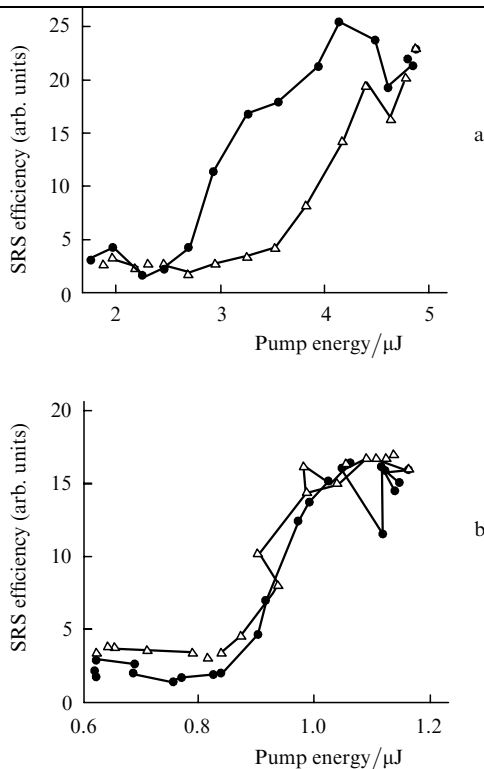 25
20
15
10
5
0
SRS efficiency (arb. units)
a
2 3 4 5
Pump energy/μJ
20
15
10
5
0
SRS efficiency (arb. units)
b
0.6 0.8 1.0 1.2
Pump energy/μJ